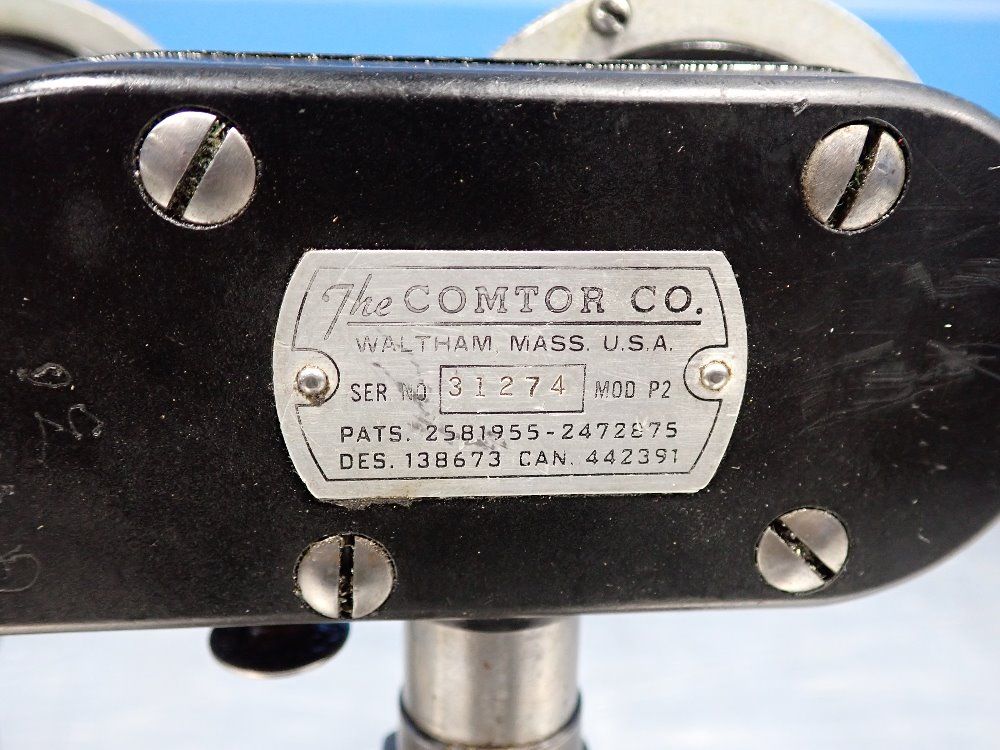 The COMTOR CO.
WALTHAM, MASS. U.S.A.
SER NO 31274 MOD P2
PATS. 2581955-2472875
DES. 138673 CAN. 442391